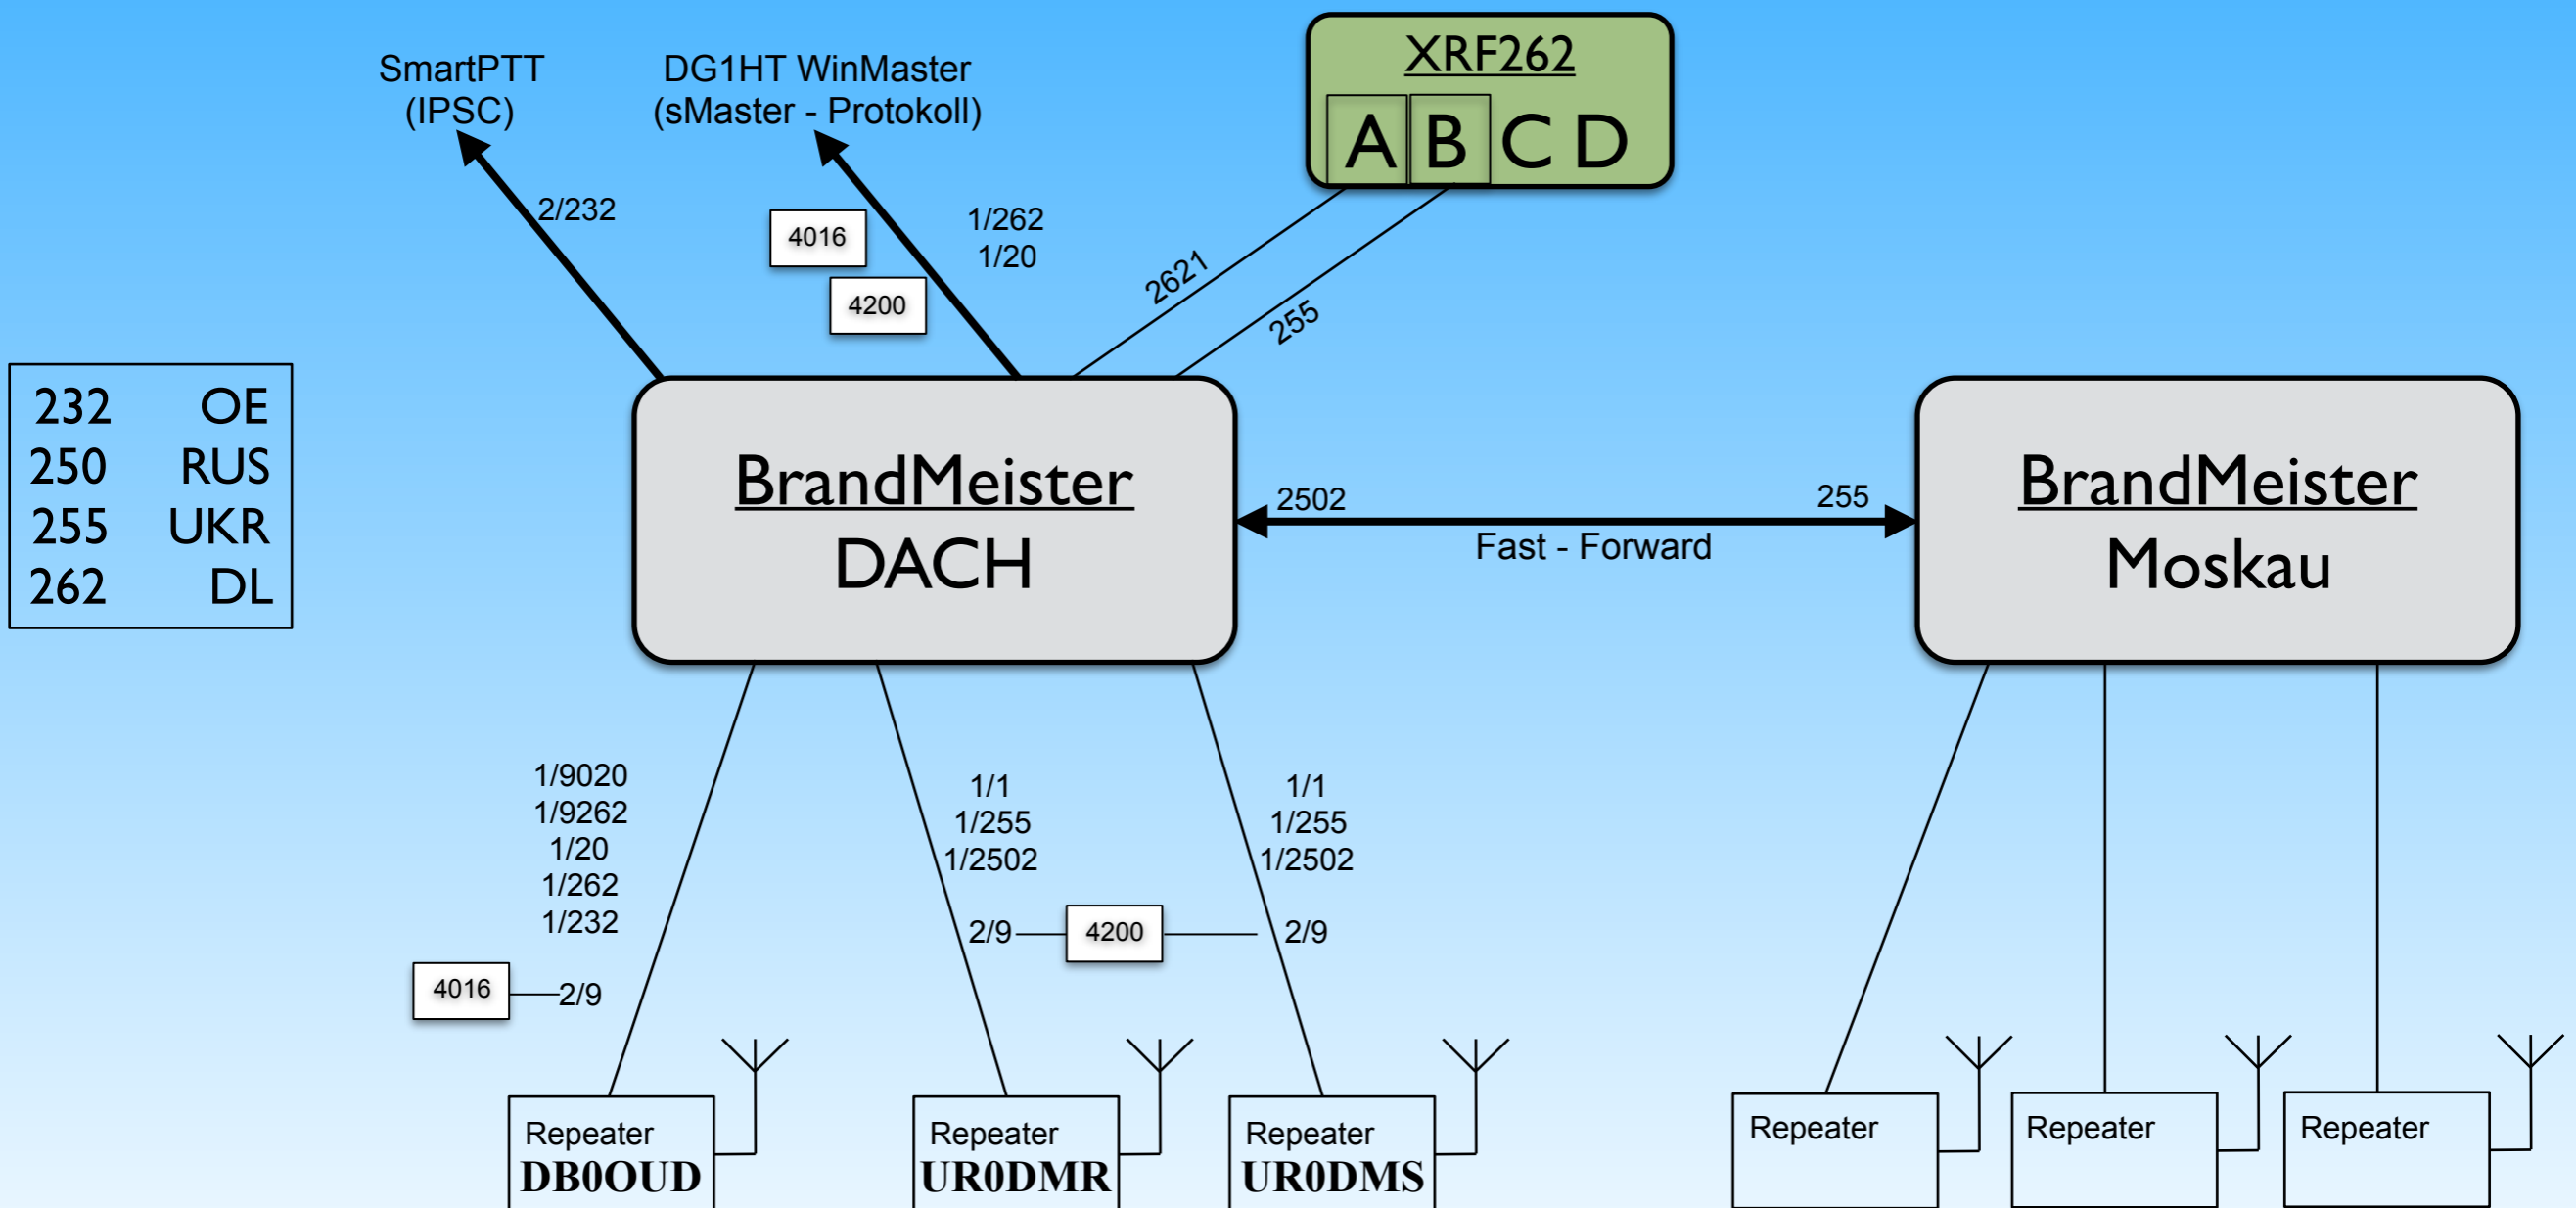 SmartPTT
(IPSC)
DG1HT WinMaster
(sMaster - Protokoll)
XRF262
A B C D
2/232
4016
4200
1/262
1/20
2621
255
232 OE
250 RUS
255 UKR
262 DL
BrandMeister
DACH
2502
255
Fast - Forward
BrandMeister
Moskau
1/9020
1/9262
1/20
1/262
1/232
4016
2/9
1/1
1/255
1/2502
2/9
4200
1/1
1/255
1/2502
2/9
Repeater
DB0OUD
Repeater
UR0DMR
Repeater
UR0DMS
Repeater
Repeater
Repeater